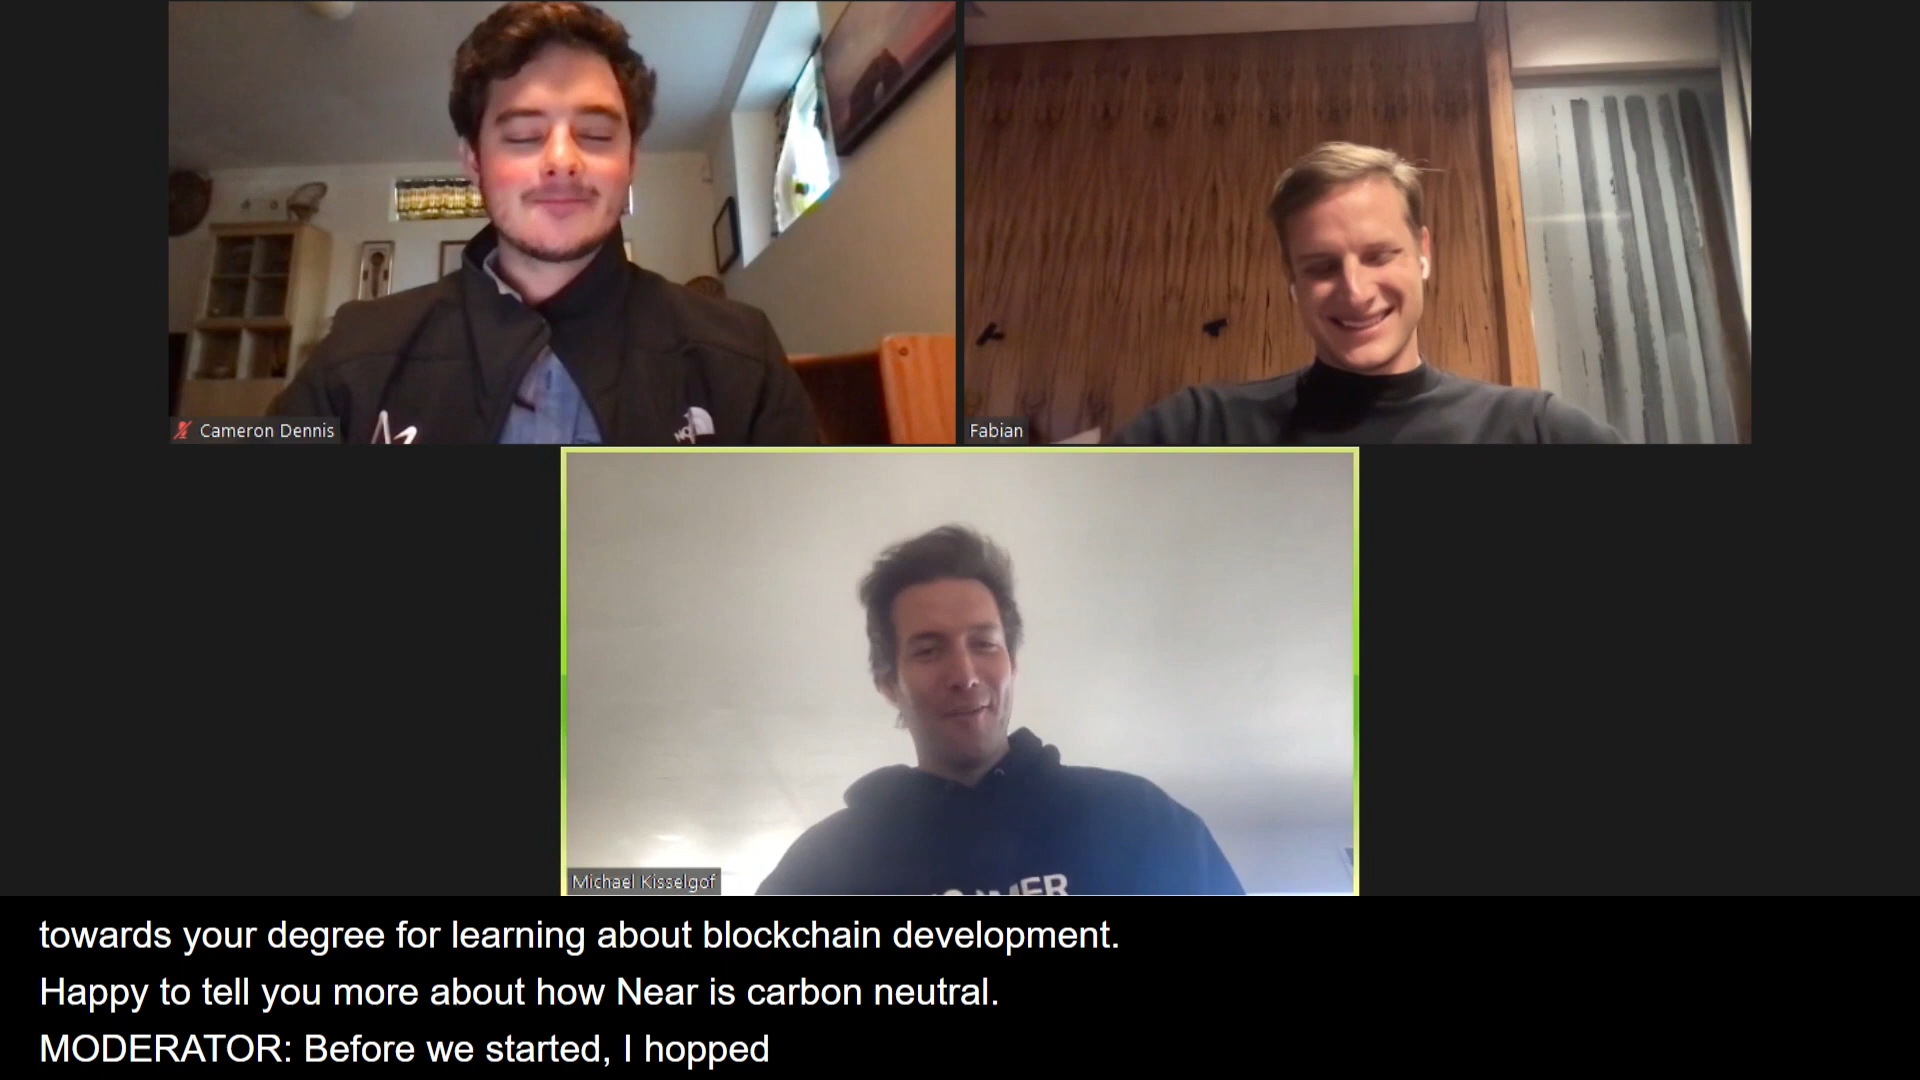 Cameron Dennis
Fabian
Michael Kisselgof
towards your degree for learning about blockchain development.
Happy to tell you more about how Near is carbon neutral.
MODERATOR: Before we started, I hopped